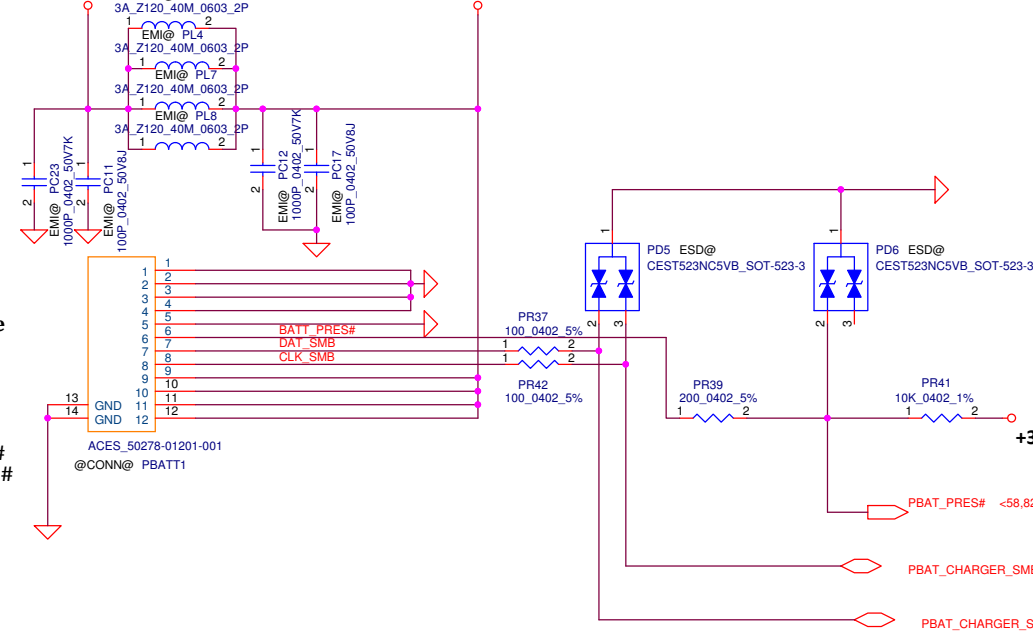 3A_Z120_40M_0603_2P
1 2
EMI@ PL4
3A_Z120_40M_0603_2P
1 2
EMI@ PL7
3A_Z120_40M_0603_2P
1 2
EMI@ PL8
3A_Z120_40M_0603_2P
1 2
1 2
EMI@ PC23
1000P_0402_50V7K
1 2
EMI@ PC11
100P_0402_50V8J
1 2
EMI@ PC12
1000P_0402_50V7K
1 2
EMI@ PC17
100P_0402_50V8J
1
PD5 ESD@
CEST523NC5VB_SOT-523-3
2 3
1
PD6 ESD@
CEST523NC5VB_SOT-523-3
2 3
1 1
2 2
3 3
4 4
5 5
6 6
7 7
8 8
9 9
10 10
11 11
12 12
13 GND
14 GND
BATT_PRES#
DAT_SMB
CLK_SMB
PR37
100_0402_5%
1 2
1 2
PR42
100_0402_5%
PR39
200_0402_5%
1 2
PR41
10K_0402_1%
1 2
+3
ACES_50278-01201-001
@CONN@ PBATT1
e
#
#
PBAT_PRES# <58,82
PBAT_CHARGER_SMB
PBAT_CHARGER_S